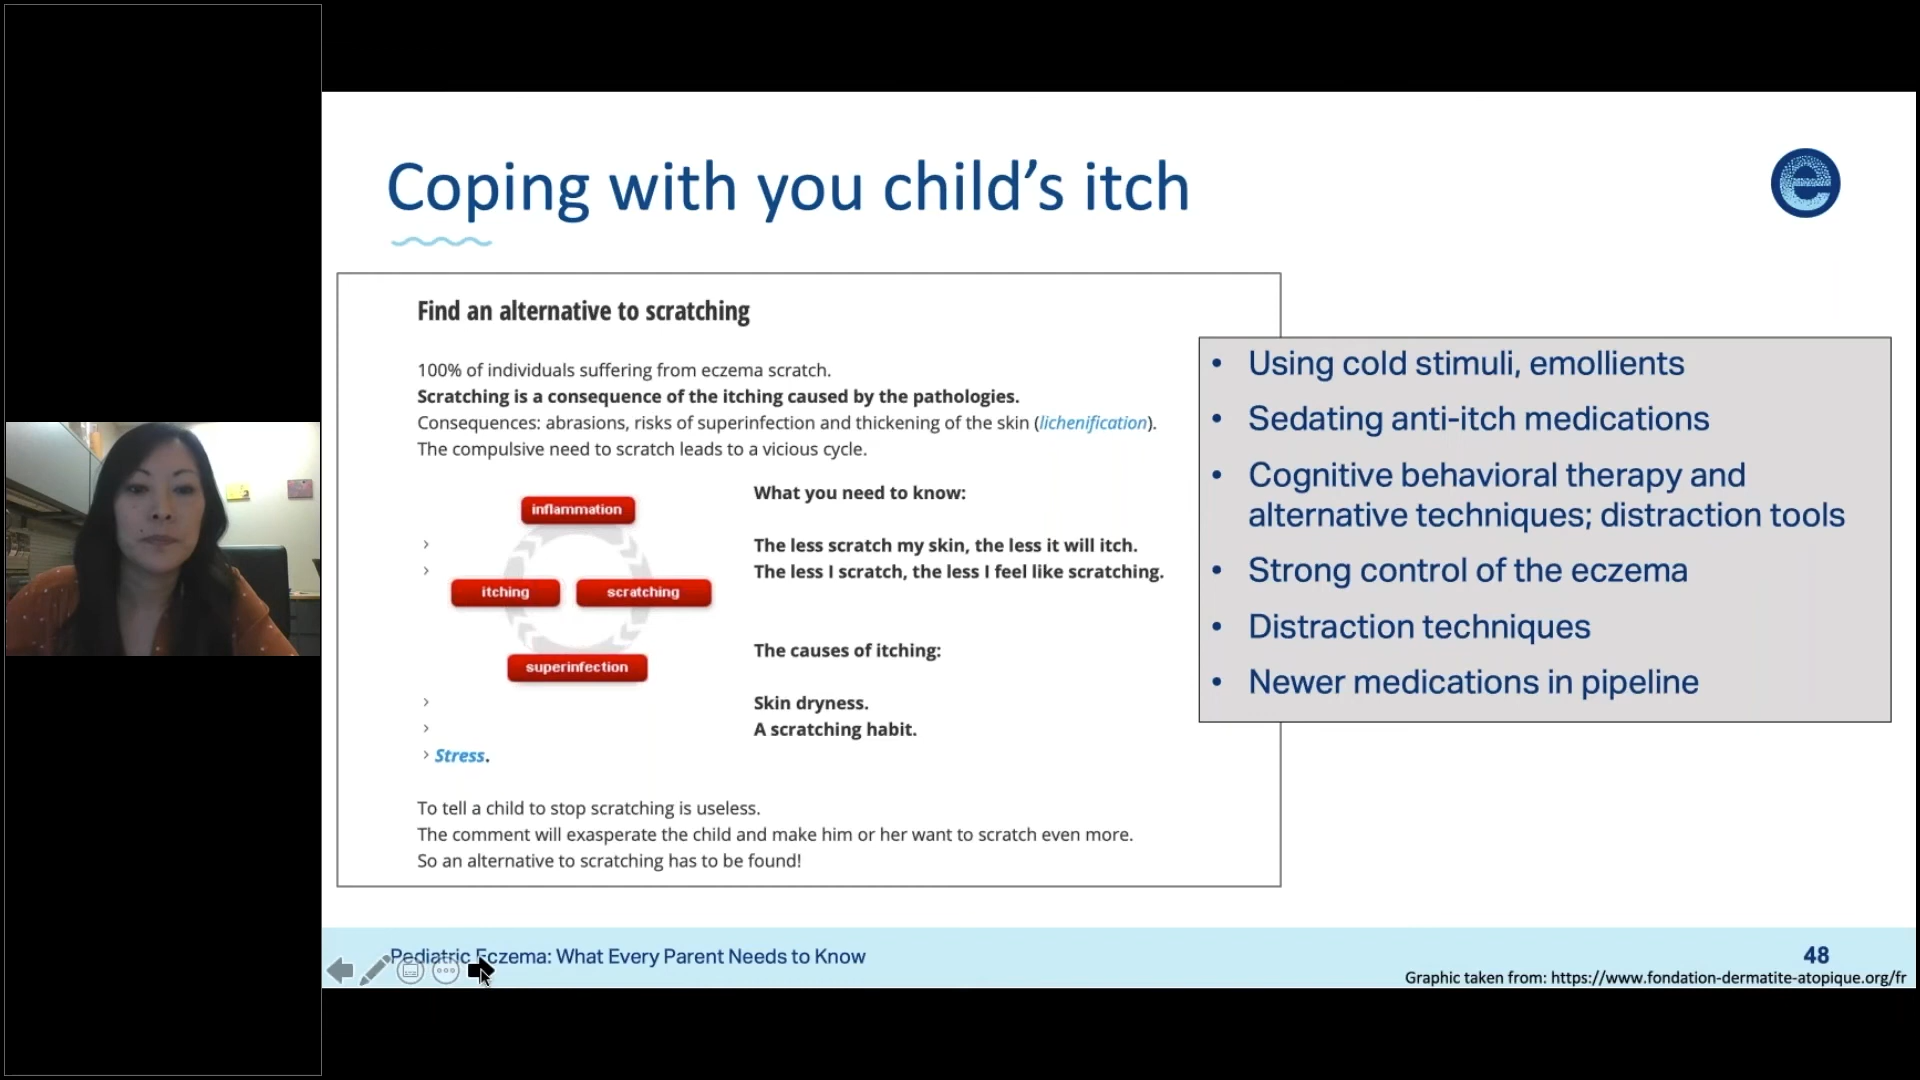 Coping with you child’s itch
Find an alternative to scratching
100% of individuals suffering from eczema scratch.
Scratching is a consequence of the itching caused by the pathologies.
Consequences: abrasions, risks of superinfection and thickening of the skin (lichenification).
The compulsive need to scratch leads to a vicious cycle.
inflammation
itching
scratching
superinfection
What you need to know:
› The less scratch my skin, the less it will itch.
› The less I scratch, the less I feel like scratching.
The causes of itching:
› Skin dryness.
› A scratching habit.
› Stress.
To tell a child to stop scratching is useless.
The comment will exasperate the child and make him or her want to scratch even more.
So an alternative to scratching has to be found!
• Using cold stimuli, emollients
• Sedating anti-itch medications
• Cognitive behavioral therapy and
alternative techniques; distraction tools
• Strong control of the eczema
• Distraction techniques
• Newer medications in pipeline
Pediatric Eczema: What Every Parent Needs to Know
48
Graphic taken from: https://www.fondation-dermatite-atopique.org/fr